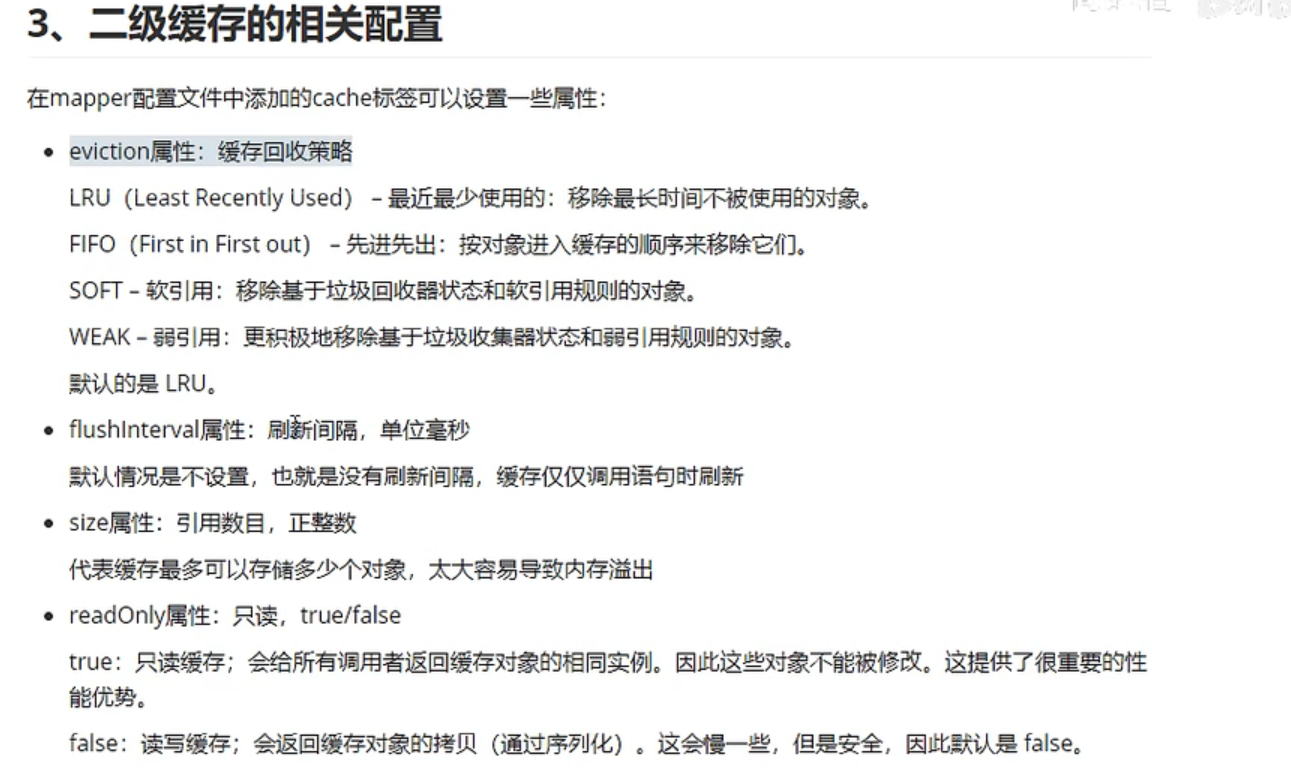 3、二级缓存的相关配置
在mapper配置文件中添加的cache标签可以设置一些属性：
eviction属性：缓存回收策略
LRU（Least Recently Used） – 最近最少使用的：移除最长时间不被使用的对象。
FIFO（First in First out） – 先进先出：按对象进入缓存的顺序来移除它们。
SOFT – 软引用：移除基于垃圾回收器状态和软引用规则的对象。
WEAK – 弱引用：更积极地移除基于垃圾收集器状态和弱引用规则的对象。
默认的是 LRU。
flushInterval属性：刷新间隔，单位毫秒
默认情况是不设置，也就是没有刷新间隔，缓存仅仅调用语句时刷新
size属性：引用数目，正整数
代表缓存最多可以存储多少个对象，太大容易导致内存溢出
readOnly属性：只读，true/false
true：只读缓存；会给所有调用者返回缓存对象的相同实例。因此这些对象不能被修改。这提供了很重要的性
能优势。
false：读写缓存；会返回缓存对象的拷贝（通过序列化）。这会慢一些，但是安全，因此默认是 false。